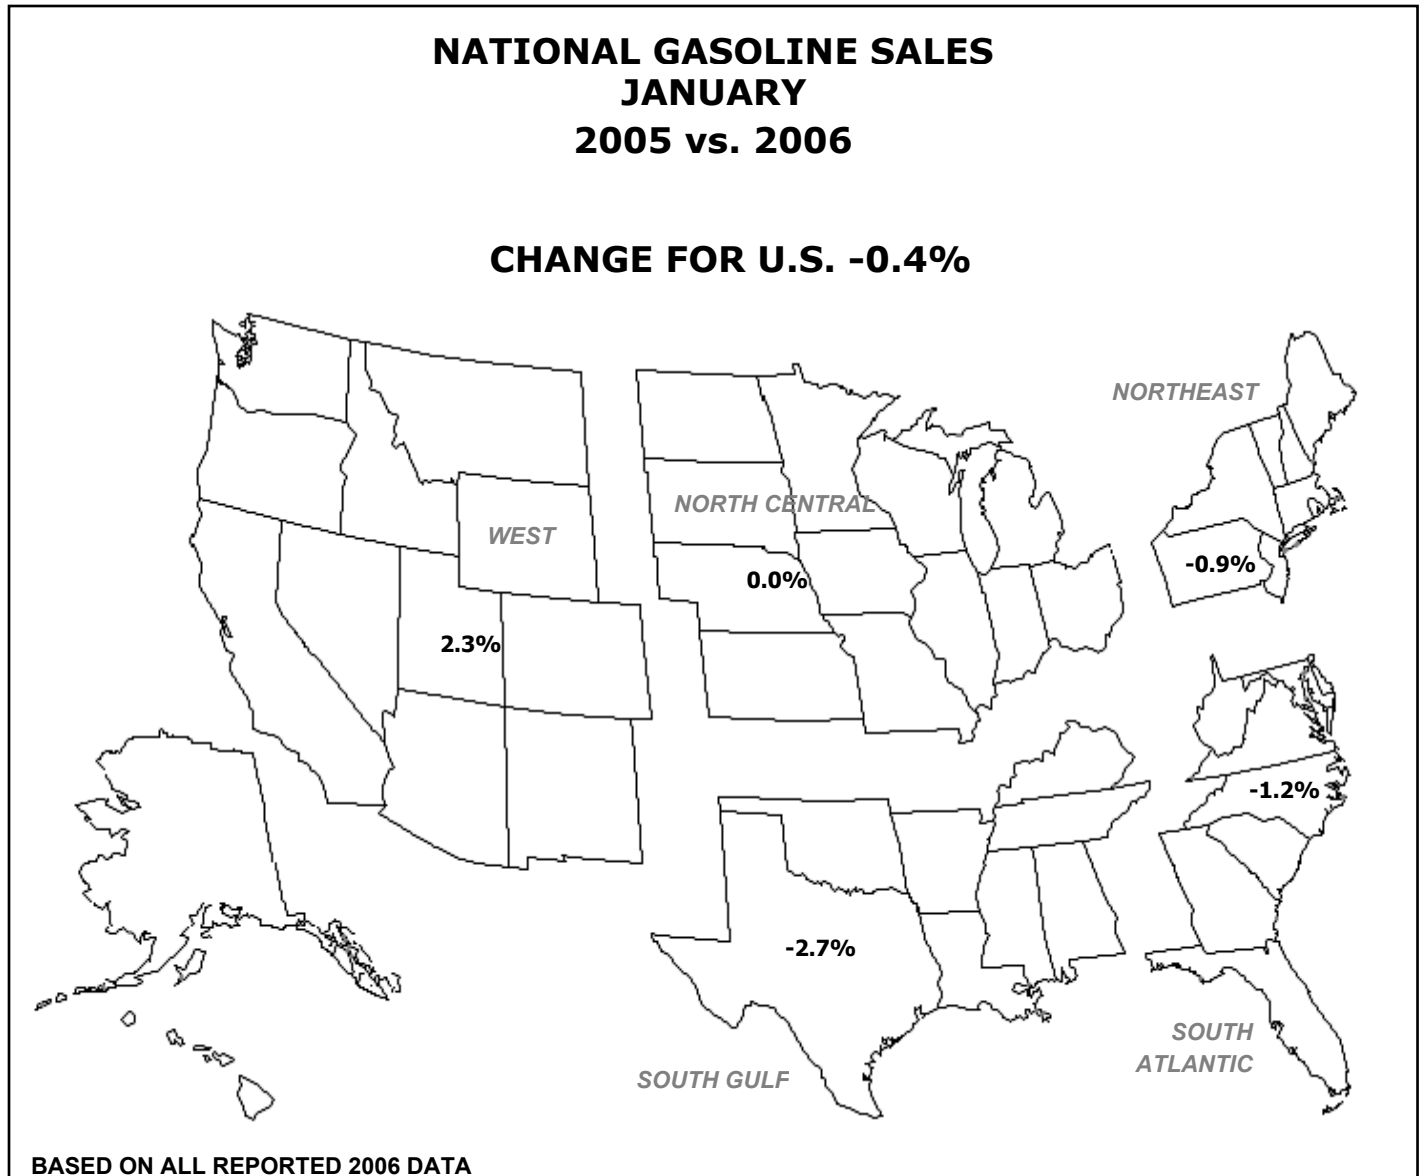 NATIONAL GASOLINE SALES
JANUARY
2005 vs. 2006
CHANGE FOR U.S. -0.4%
NORTHEAST
NORTH CENTRAL
WEST
-0.9%
0.0%
2.3%
-1.2%
-2.7%
SOUTH
ATLANTIC
SOUTH GULF
BASED ON ALL REPORTED 2006 DATA